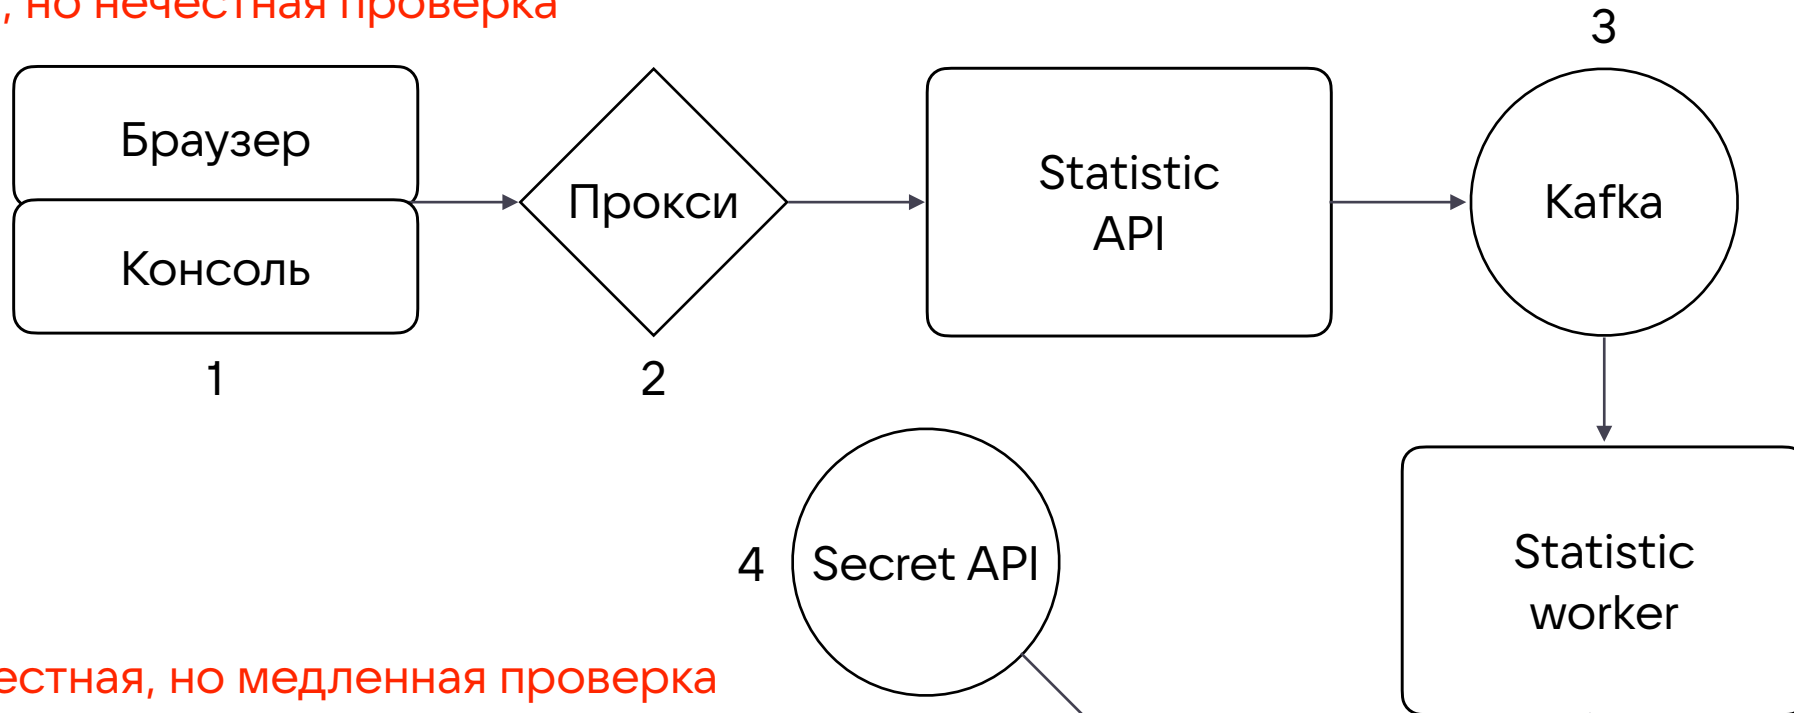 , но нечестная проверка
3
Браузер
Консоль
Прокси
Statistic
API
Kafka
1
2
4
Secret API
Statistic
worker
естная, но медленная проверка